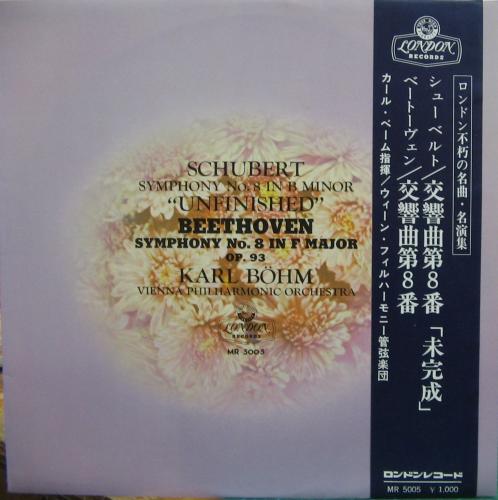 SCHUBERT
SYMPHONY No. 8 IN B MINOR
“UNFINISHED”
BEETHOVEN
SYMPHONY No. 8 IN F MAJOR
OP. 93
KARL BÖHM
VIENNA PHILHARMONIC ORCHESTRA
LONDON
MR 5005
LONDON
RECORDS
ロンドン不朽の名曲・名演集
シューベルト/交響曲第8番「未完成」
ベートーヴェン/交響曲第8番
カール・ベーム指揮・ウィーン・フィルハーモニー管弦楽団
ロンドンレコード
MR 5005 ¥ 1,000